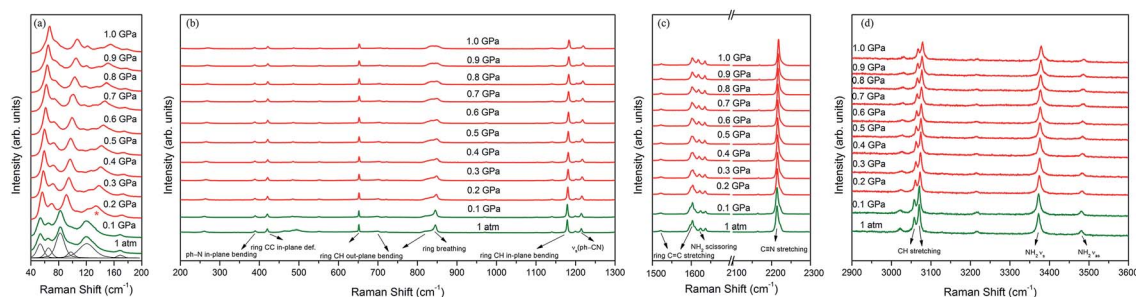 (a)
1.0 GPa
0.9 GPa
0.8 GPa
0.7 GPa
0.6 GPa
0.5 GPa
0.4 GPa
0.3 GPa
0.2 GPa
*
0.1 GPa
1 atm
40 80 120 160 200
Raman Shift (cm-1)
Intensity (arb. units)
(b)
1.0 GPa
0.9 GPa
0.8 GPa
0.7 GPa
0.6 GPa
0.5 GPa
0.4 GPa
0.3 GPa
0.2 GPa
0.1 GPa
1 atm
ph-N in-plane bending
ring CC in-plane def.
ring CH out-plane bending
ring breathing
ring CH in-plane bending
νs(ph-CN)
200 300 400 500 600 700 800 900 1000 1100 1200 1300
Raman Shift (cm-1)
Intensity (arb. units)
(c)
1.0 GPa
0.9 GPa
0.8 GPa
0.7 GPa
0.6 GPa
0.5 GPa
0.4 GPa
0.3 GPa
0.2 GPa
0.1 GPa
1 atm
NH2 scissoring
ring C=C stretching
C≡N stretching
1500 1600 1700 2100 2200 2300
Raman Shift (cm-1)
Intensity (arb. units)
(d)
1.0 GPa
0.9 GPa
0.8 GPa
0.7 GPa
0.6 GPa
0.5 GPa
0.4 GPa
0.3 GPa
0.2 GPa
0.1 GPa
1 atm
CH stretching
NH2 νs
NH2 νas
2900 3000 3100 3200 3300 3400 3500 3600
Raman Shift (cm-1)
Intensity (arb. units)